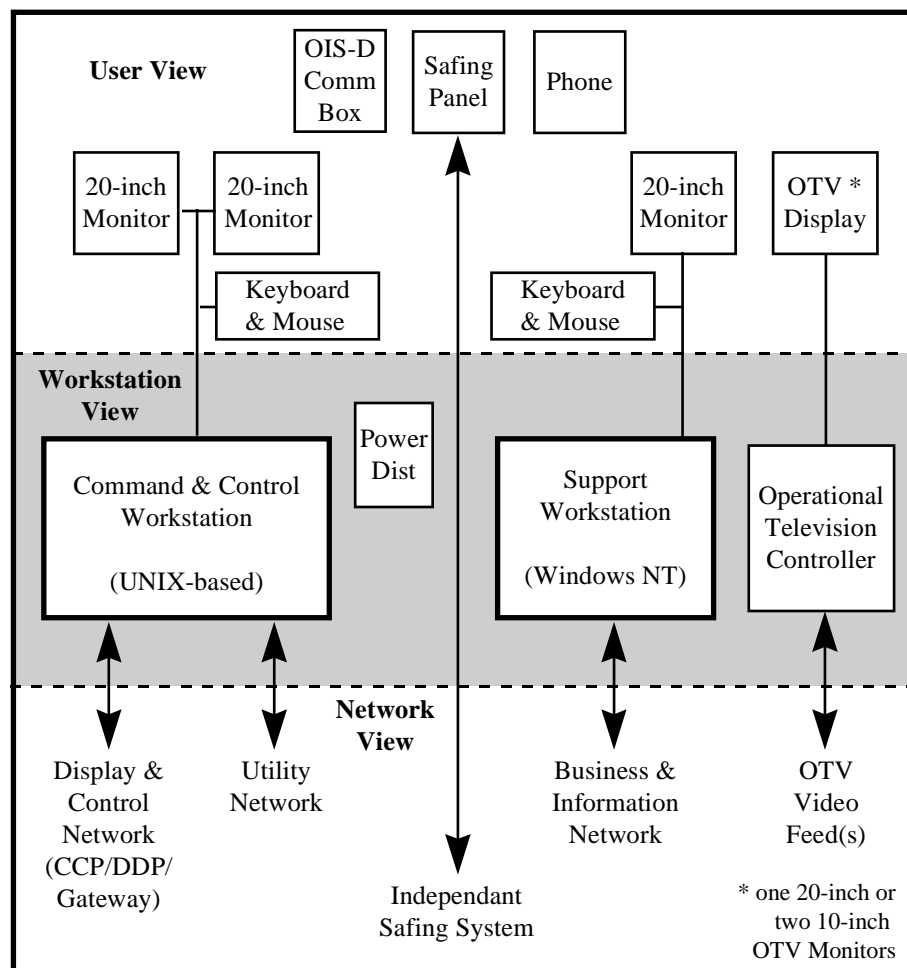 User View
OIS-D
Comm
Box
Safing
Panel
Phone
20-inch
Monitor
20-inch
Monitor
20-inch
Monitor
OTV *
Display
Keyboard
& Mouse
Keyboard
& Mouse
Workstation
View
Power
Dist
Command & Control
Workstation
(UNIX-based)
Support
Workstation
(Windows NT)
Operational
Television
Controller
Network
View
Display &
Control
Network
(CCP/DDP/
Gateway)
Utility
Network
Business &
Information
Network
OTV
Video
Feed(s)
Independant
Safing System
* one 20-inch or
two 10-inch
OTV Monitors